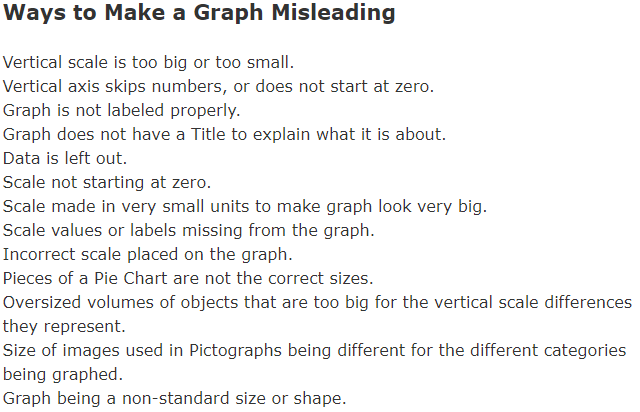 Ways to Make a Graph Misleading
Vertical scale is too big or too small.
Vertical axis skips numbers, or does not start at zero.
Graph is not labeled properly.
Graph does not have a Title to explain what it is about.
Data is left out.
Scale not starting at zero.
Scale made in very small units to make graph look very big.
Scale values or labels missing from the graph.
Incorrect scale placed on the graph.
Pieces of a Pie Chart are not the correct sizes.
Oversized volumes of objects that are too big for the vertical scale differences
they represent.
Size of images used in Pictographs being different for the different categories
being graphed.
Graph being a non-standard size or shape.